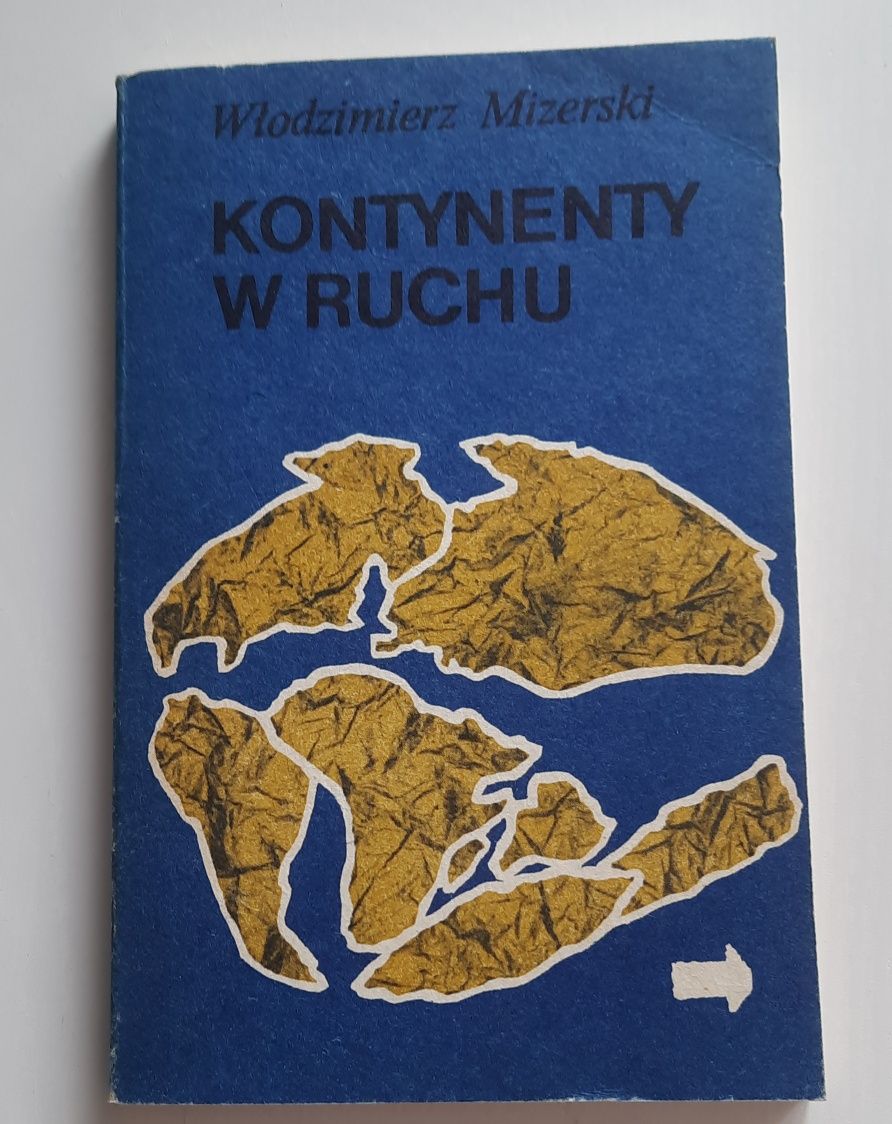 Włodzimierz Mizerski
KONTYNENTY
W RUCHU